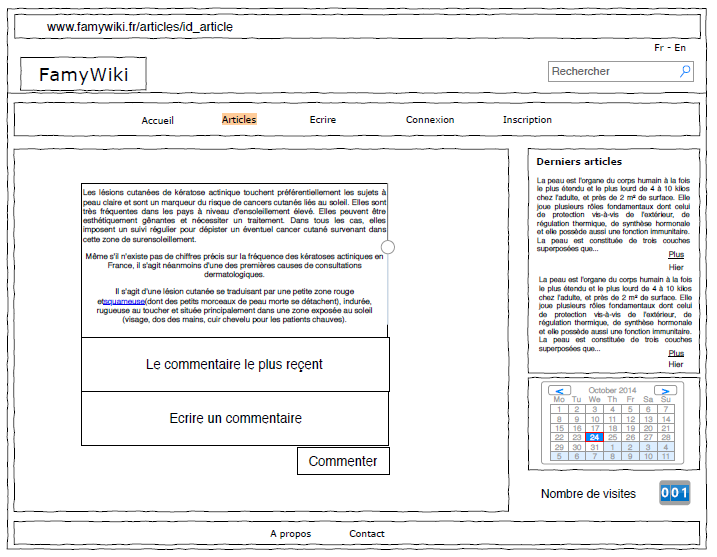 www.famywiki.fr/articles/id_article
Fr - En
FamyWiki
Rechercher
Accueil Articles Ecrire Connexion Inscription
Les lésions cutanées de kératose actinique touchent préférentiellement les sujets à
peau claire et sont un marqueur du risque de cancers cutanés liés au soleil. Elles sont
très fréquentes dans les pays à niveau d'ensoleillement élevé. Elles peuvent être
esthétiquement gênantes et nécessiter un traitement. Dans tous les cas, elles
imposent un suivi régulier pour dépister un éventuel cancer cutané survenant dans
cette zone de surensoleillement.
Même s'il n'existe pas de chiffres précis sur la fréquence des kératoses actiniques en
France, il s'agit néanmoins d'une des premières causes de consultations
dermatologiques.
Il s'agit d'une lésion cutanée se traduisant par une petite zone rouge
etsquameuse(dont des petits morceaux de peau morte se détachent), indurée,
rugueuse au toucher et située principalement dans une zone exposée au soleil
(visage, dos des mains, cuir chevelu pour les patients chauves).
Le commentaire le plus reçent
Ecrire un commentaire
Commenter
Derniers articles
La peau est l'organe du corps humain à la fois
le plus étendu et le plus lourd de 4 à 10 kilos
chez l'adulte, et près de 2 m² de surface. Elle
joue plusieurs rôles fondamentaux dont celui
de protection vis-à-vis de l'extérieur, de
régulation thermique, de synthèse hormonale
et elle possède aussi une fonction immunitaire.
La peau est constituée de trois couches
superposées que...
Plus
Hier
La peau est l'organe du corps humain à la fois
le plus étendu et le plus lourd de 4 à 10 kilos
chez l'adulte, et près de 2 m² de surface. Elle
joue plusieurs rôles fondamentaux dont celui
de protection vis-à-vis de l'extérieur, de
régulation thermique, de synthèse hormonale
et elle possède aussi une fonction immunitaire.
La peau est constituée de trois couches
superposées que...
Plus
Hier
< October 2014 >
Mo Tu We Th Fr Sa Su
1 2 3 4 5 6 7
8 9 10 11 12 13 14
15 16 17 18 19 20 21
22 23 24 25 26 27 28
29 30 31 1 2 3 4
5 6 7 8 9 10 11
Nombre de visites 001
A propos Contact